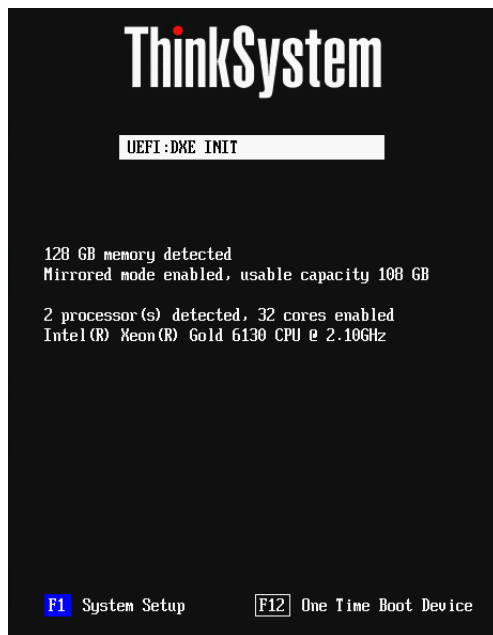 ThinkSystem
UEFI:DXE INIT
128 GB memory detected
Mirrored mode enabled, usable capacity 108 GB
2 processor(s) detected, 32 cores enabled
Intel(R) Xeon(R) Gold 6130 CPU @ 2.10GHz
F1 System Setup F12 One Time Boot Device